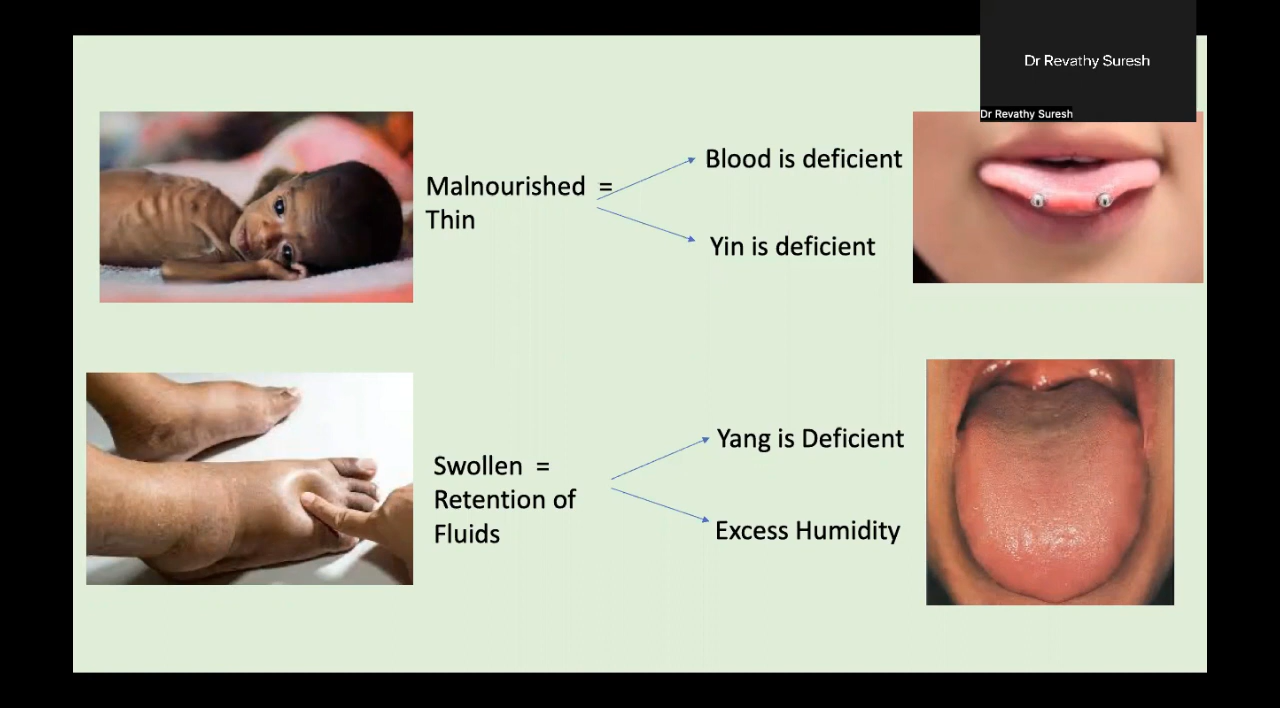 Dr Revathy Suresh
Dr Revathy Suresh
Malnourished =
Thin
Blood is deficient
Yin is deficient
Swollen =
Retention of
Fluids
Yang is Deficient
Excess Humidity